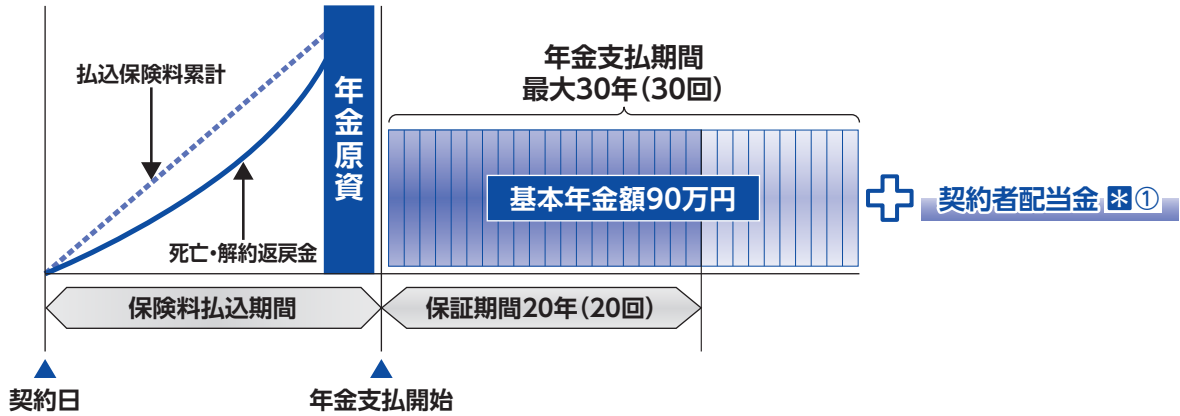 年金支払期間
最大30年(30回)
払込保険料累計
年金原資
基本年金額90万円
契約者配当金 *①
死亡・解約返戻金
保険料払込期間
保証期間20年(20回)
契約日
年金支払開始